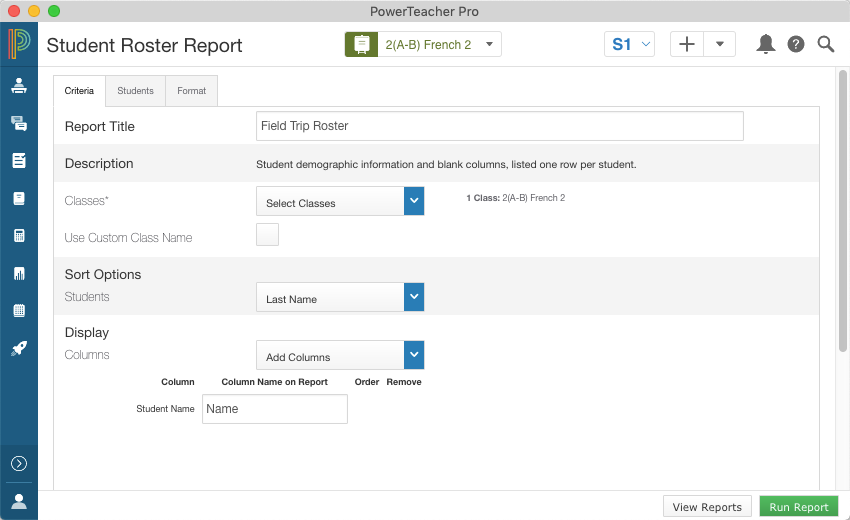 PowerTeacher Pro
Student Roster Report
2(A-B) French 2
S1
Criteria
Students
Format
Report Title
Field Trip Roster
Description
Student demographic information and blank columns, listed one row per student.
Classes*
Select Classes
1 Class: 2(A-B) French 2
Use Custom Class Name
Sort Options
Students
Last Name
Display
Columns
Add Columns
Column Column Name on Report Order Remove
Student Name
Name
View Reports
Run Report